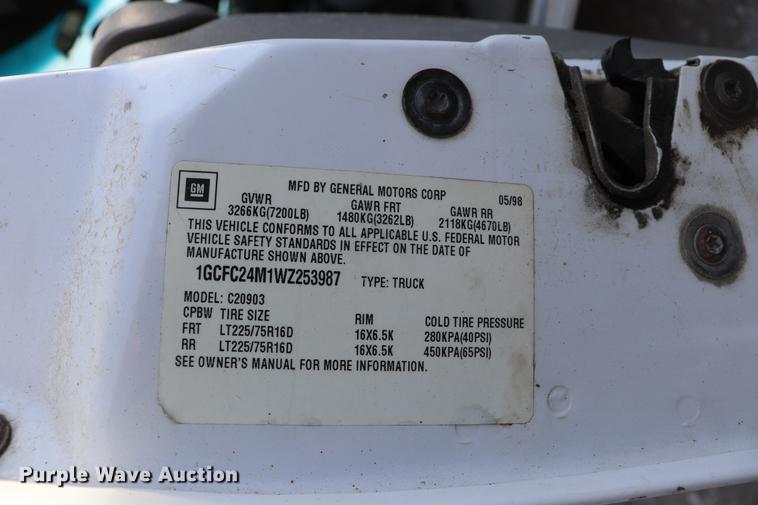 GM
MFD BY GENERAL MOTORS CORP 05/98
GVWR GAWR FRT GAWR RR
3266KG(7200LB) 1480KG(3262LB) 2118KG(4670LB)
THIS VEHICLE CONFORMS TO ALL APPLICABLE U.S. FEDERAL MOTOR
VEHICLE SAFETY STANDARDS IN EFFECT ON THE DATE OF
MANUFACTURE SHOWN ABOVE.
1GCFC24M1WZ253987 TYPE: TRUCK
MODEL: C20903
CPBW TIRE SIZE RIM COLD TIRE PRESSURE
FRT LT225/75R16D 16X6.5K 280KPA(40PSI)
RR LT225/75R16D 16X6.5K 450KPA(65PSI)
SEE OWNER'S MANUAL FOR MORE INFORMATION.
Purple Wave Auction